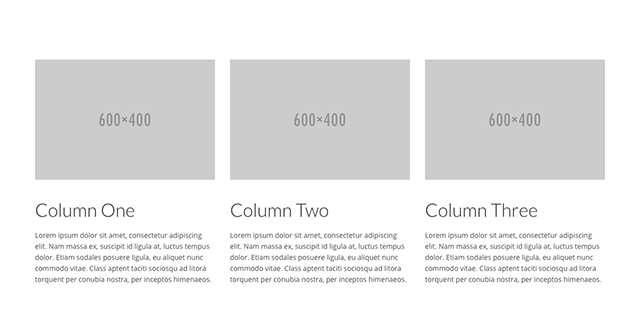 600×400
600×400
600×400
Column One
Lorem ipsum dolor sit amet, consectetur adipiscing
elit. Nam massa ex, suscipit id ligula at, luctus tempus
dolor. Etiam sodales posuere ligula, eu aliquet nunc
commodo vitae. Class aptent taciti sociosqu ad litora
torquent per conubia nostra, per inceptos himenaeos.
Column Two
Lorem ipsum dolor sit amet, consectetur adipiscing
elit. Nam massa ex, suscipit id ligula at, luctus tempus
dolor. Etiam sodales posuere ligula, eu aliquet nunc
commodo vitae. Class aptent taciti sociosqu ad litora
torquent per conubia nostra, per inceptos himenaeos.
Column Three
Lorem ipsum dolor sit amet, consectetur adipiscing
elit. Nam massa ex, suscipit id ligula at, luctus tempus
dolor. Etiam sodales posuere ligula, eu aliquet nunc
commodo vitae. Class aptent taciti sociosqu ad litora
torquent per conubia nostra, per inceptos himenaeos.